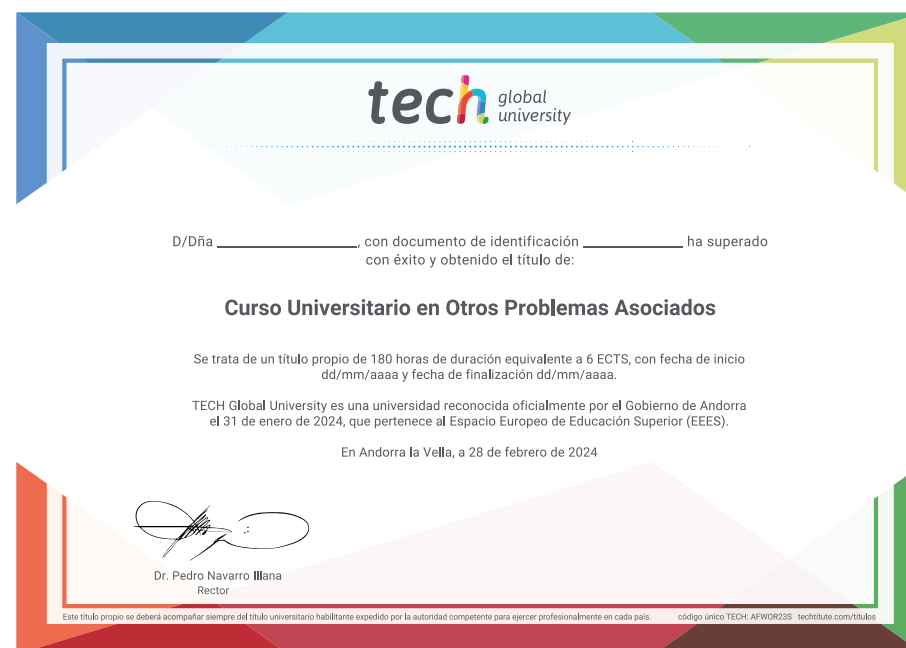 tech global
university
D/Dña ______________, con documento de identificación __________ ha superado
con éxito y obtenido el título de:
Curso Universitario en Otros Problemas Asociados
Se trata de un título propio de 180 horas de duración equivalente a 6 ECTS, con fecha de inicio
dd/mm/aaaa y fecha de finalización dd/mm/aaaa.
TECH Global University es una universidad reconocida oficialmente por el Gobierno de Andorra
el 31 de enero de 2024, que pertenece al Espacio Europeo de Educación Superior (EEES).
En Andorra la Vella, a 28 de febrero de 2024
Dr. Pedro Navarro Illana
Rector
Este título propio se deberá acompañar siempre del título universitario habilitante expedido por la autoridad competente para ejercer profesionalmente en cada país. código único TECH: AFWOR23S techtitute.com/titulos